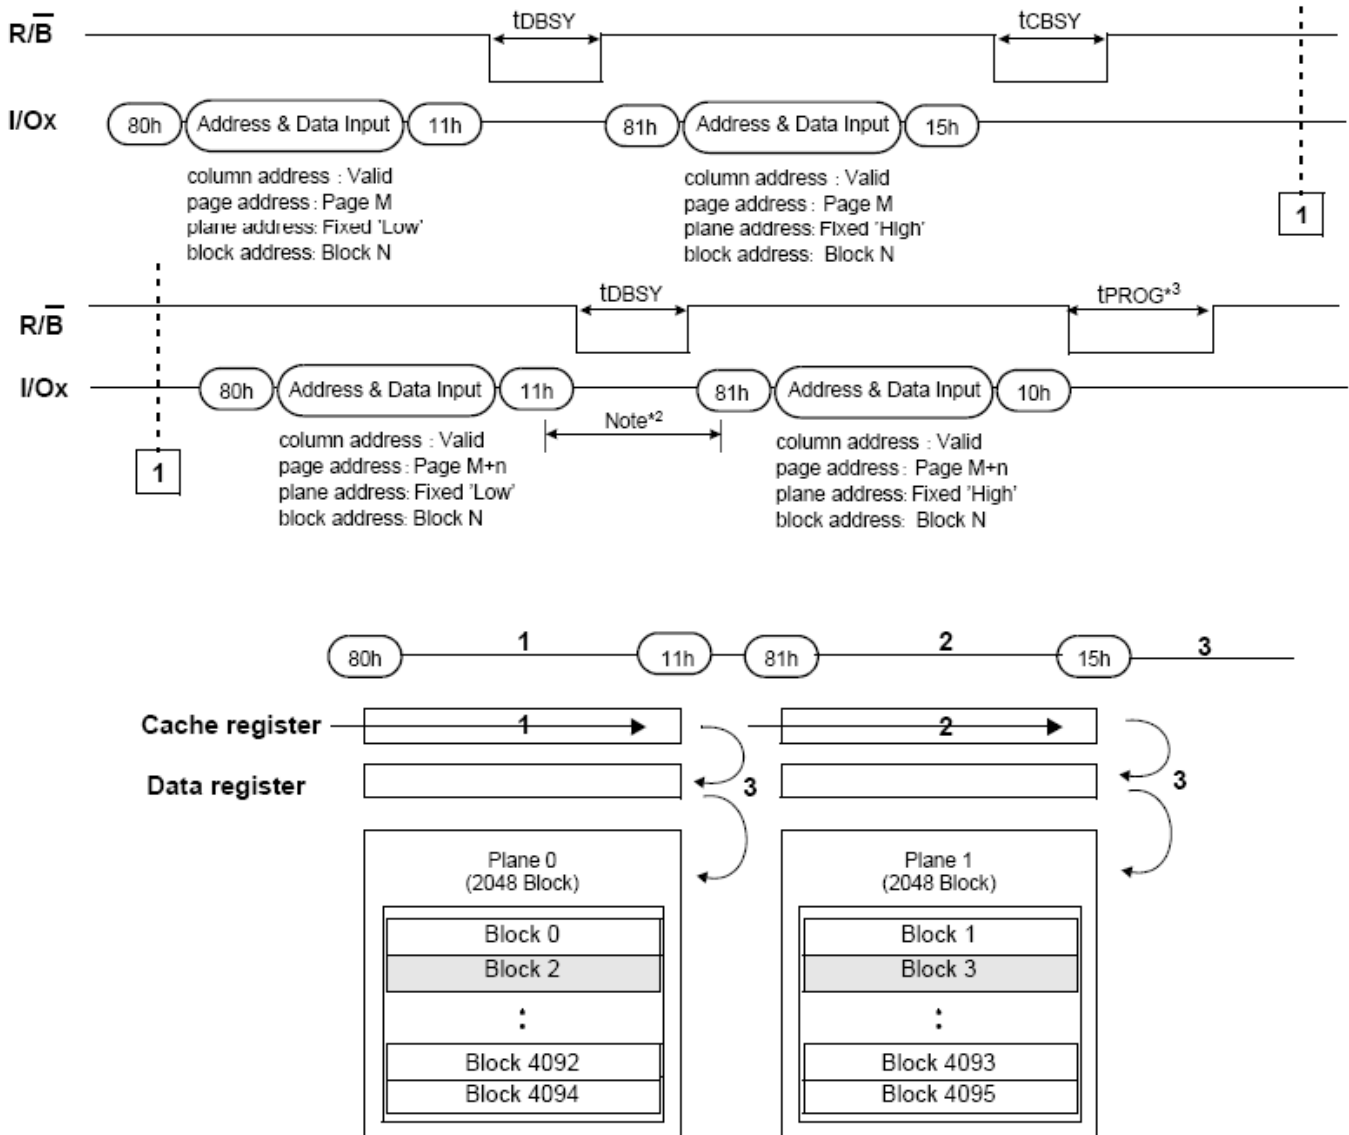 R/B tDBSY tCBSY
I/Ox 80h Address & Data Input 11h 81h Address & Data Input 15h
column address : Valid
page address : Page M
plane address: Fixed 'Low'
block address: Block N
column address : Valid
page address : Page M
plane address: Fixed 'High'
block address: Block N
1
R/B tDBSY tPROG*3
I/Ox 80h Address & Data Input 11h 81h Address & Data Input 10h
Note*2
1
column address : Valid
page address : Page M+n
plane address: Fixed 'Low'
block address: Block N
column address : Valid
page address : Page M+n
plane address: Fixed 'High'
block address: Block N
80h 1 11h 81h 2 15h 3
Cache register 1 2
Data register 3 3
Plane 0
(2048 Block)
Block 0
Block 2
⋮
Block 4092
Block 4094
Plane 1
(2048 Block)
Block 1
Block 3
⋮
Block 4093
Block 4095